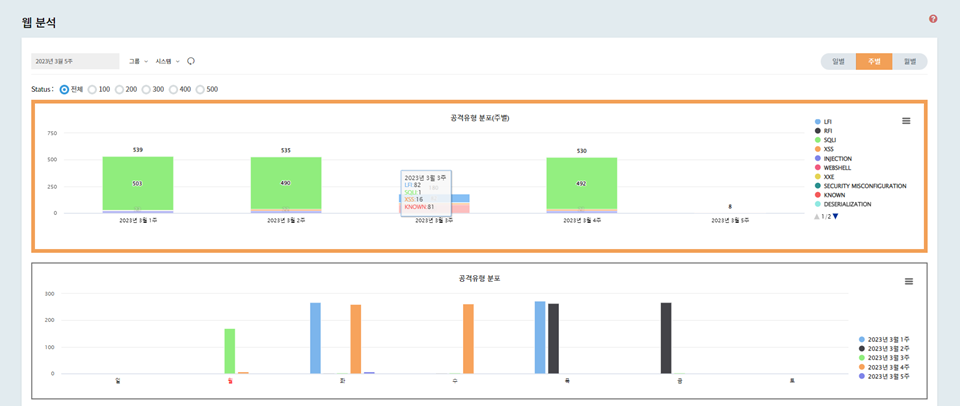 웹 분석
2023년 3월 5주
그룹
시스템
일별
주별
월별
Status :
전체
100
200
300
400
500
공격유형 분포(주별)
750
500
250
0
539
503
535
490
530
492
8
2023년 3월 3주
LFI:82
SQLI:1
XSS:16
KNOWN:81
2023년 3월 1주
2023년 3월 2주
2023년 3월 3주
2023년 3월 4주
2023년 3월 5주
LFI
RFI
SQLI
XSS
INJECTION
WEBSHELL
XXE
SECURITY MISCONFIGURATION
KNOWN
DESERIALIZATION
1/2
공격유형 분포
300
200
100
0
일
월
화
수
목
금
토
2023년 3월 1주
2023년 3월 2주
2023년 3월 3주
2023년 3월 4주
2023년 3월 5주